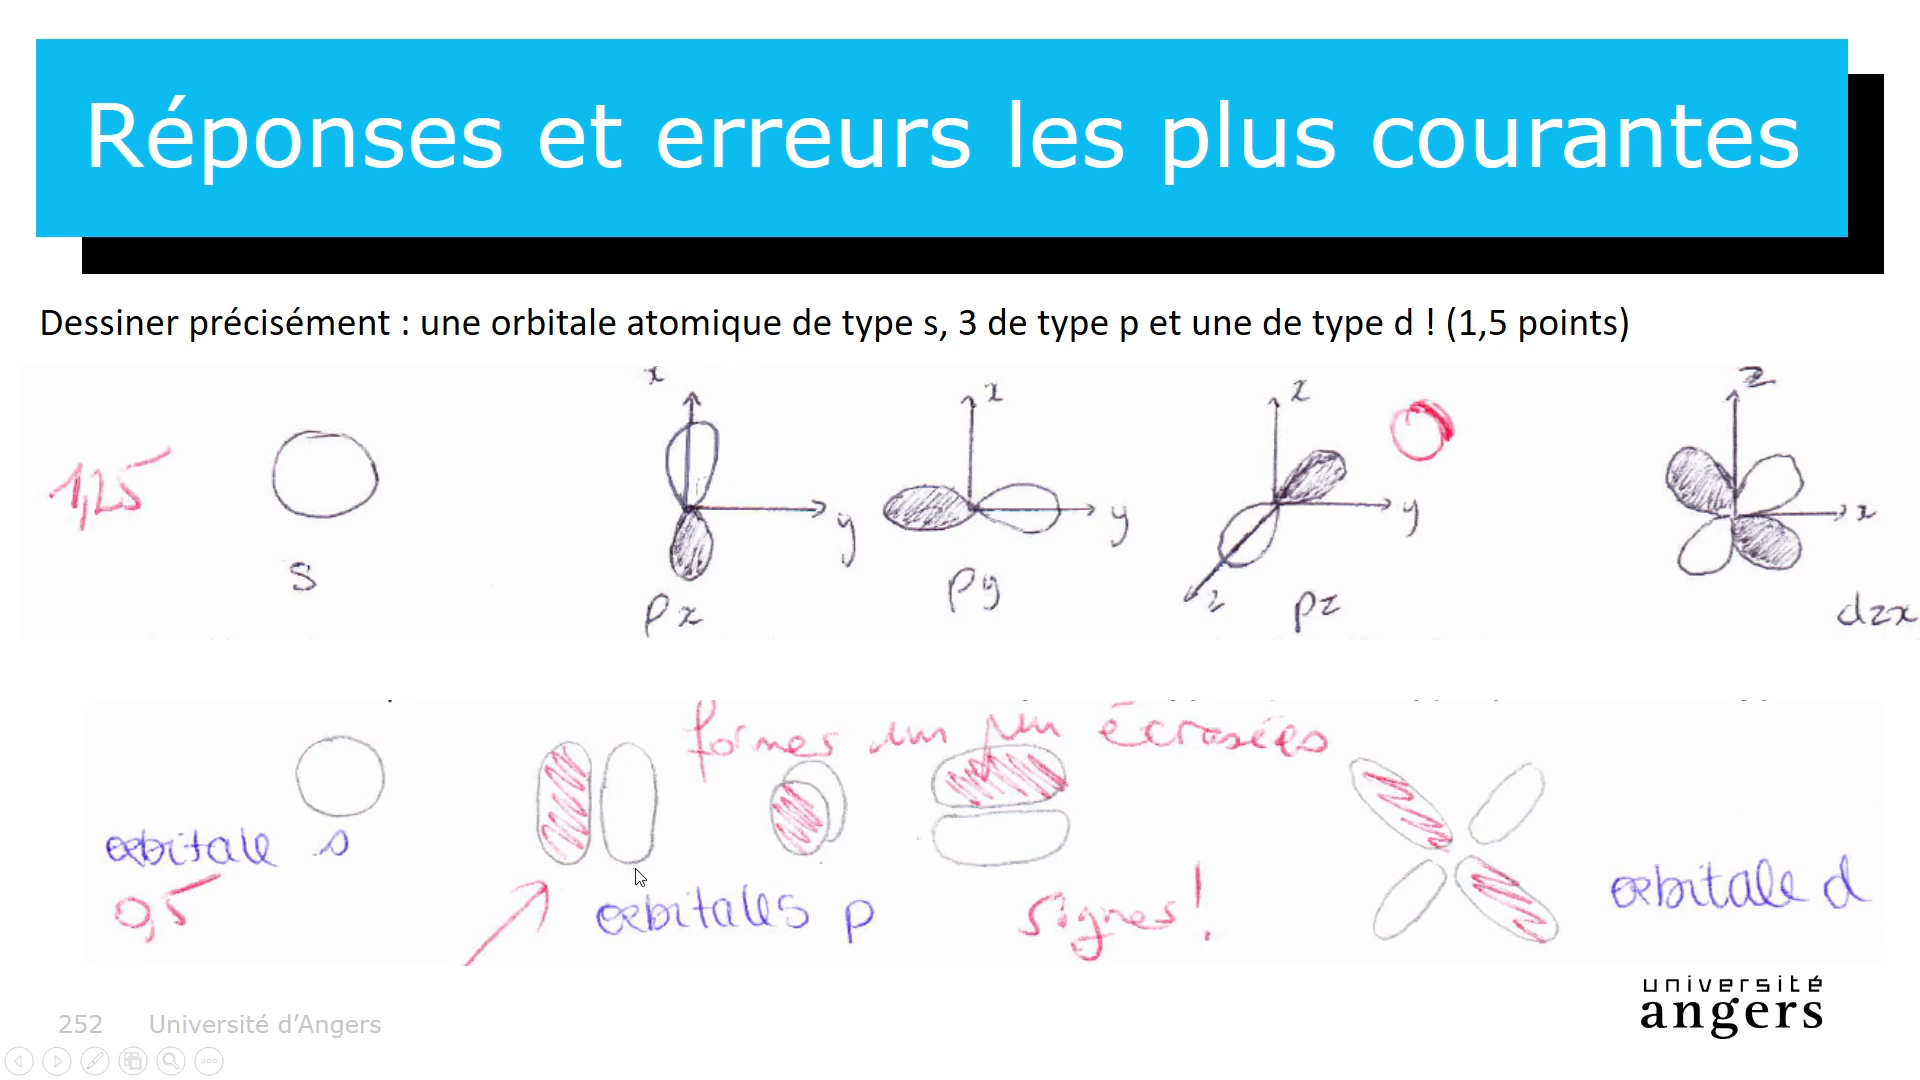 Réponses et erreurs les plus courantes
Dessiner précisément : une orbitale atomique de type s, 3 de type p et une de type d ! (1,5 points)
x x x z
1,25
y y y x
s px py z pz dzx
formes un peu écrasées
orbitale s
0,5
orbitales p signes! orbitale d
université
angers
252 Université d'Angers